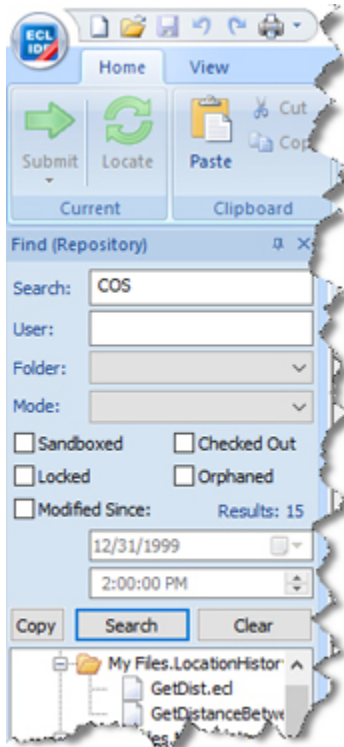 ECL
IDE
Home View
Submit Locate Paste Cut
Current Clipboard
Find (Repository)
Search: COS
User:
Folder:
Mode:
Sandboxed Checked Out
Locked Orphaned
Modified Since: Results: 15
12/31/1999
2:00:00 PM
Copy Search Clear
My Files.LocationHistor
GetDist.ecl
GetDistanceBetwe